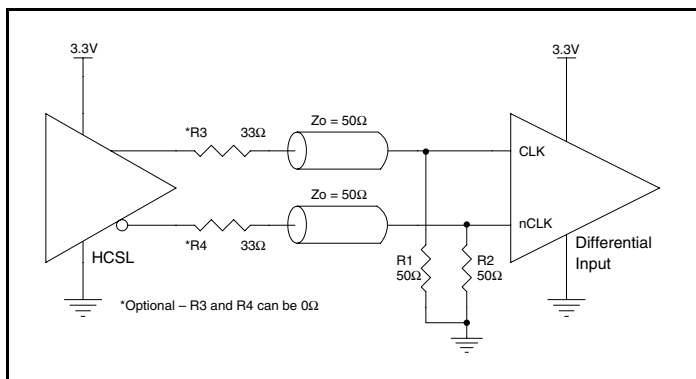 3.3V
3.3V
*R3
33Ω
Zo = 50Ω
CLK
Zo = 50Ω
nCLK
*R4
33Ω
HCSL
R1
50Ω
R2
50Ω
Differential
Input
*Optional – R3 and R4 can be 0Ω